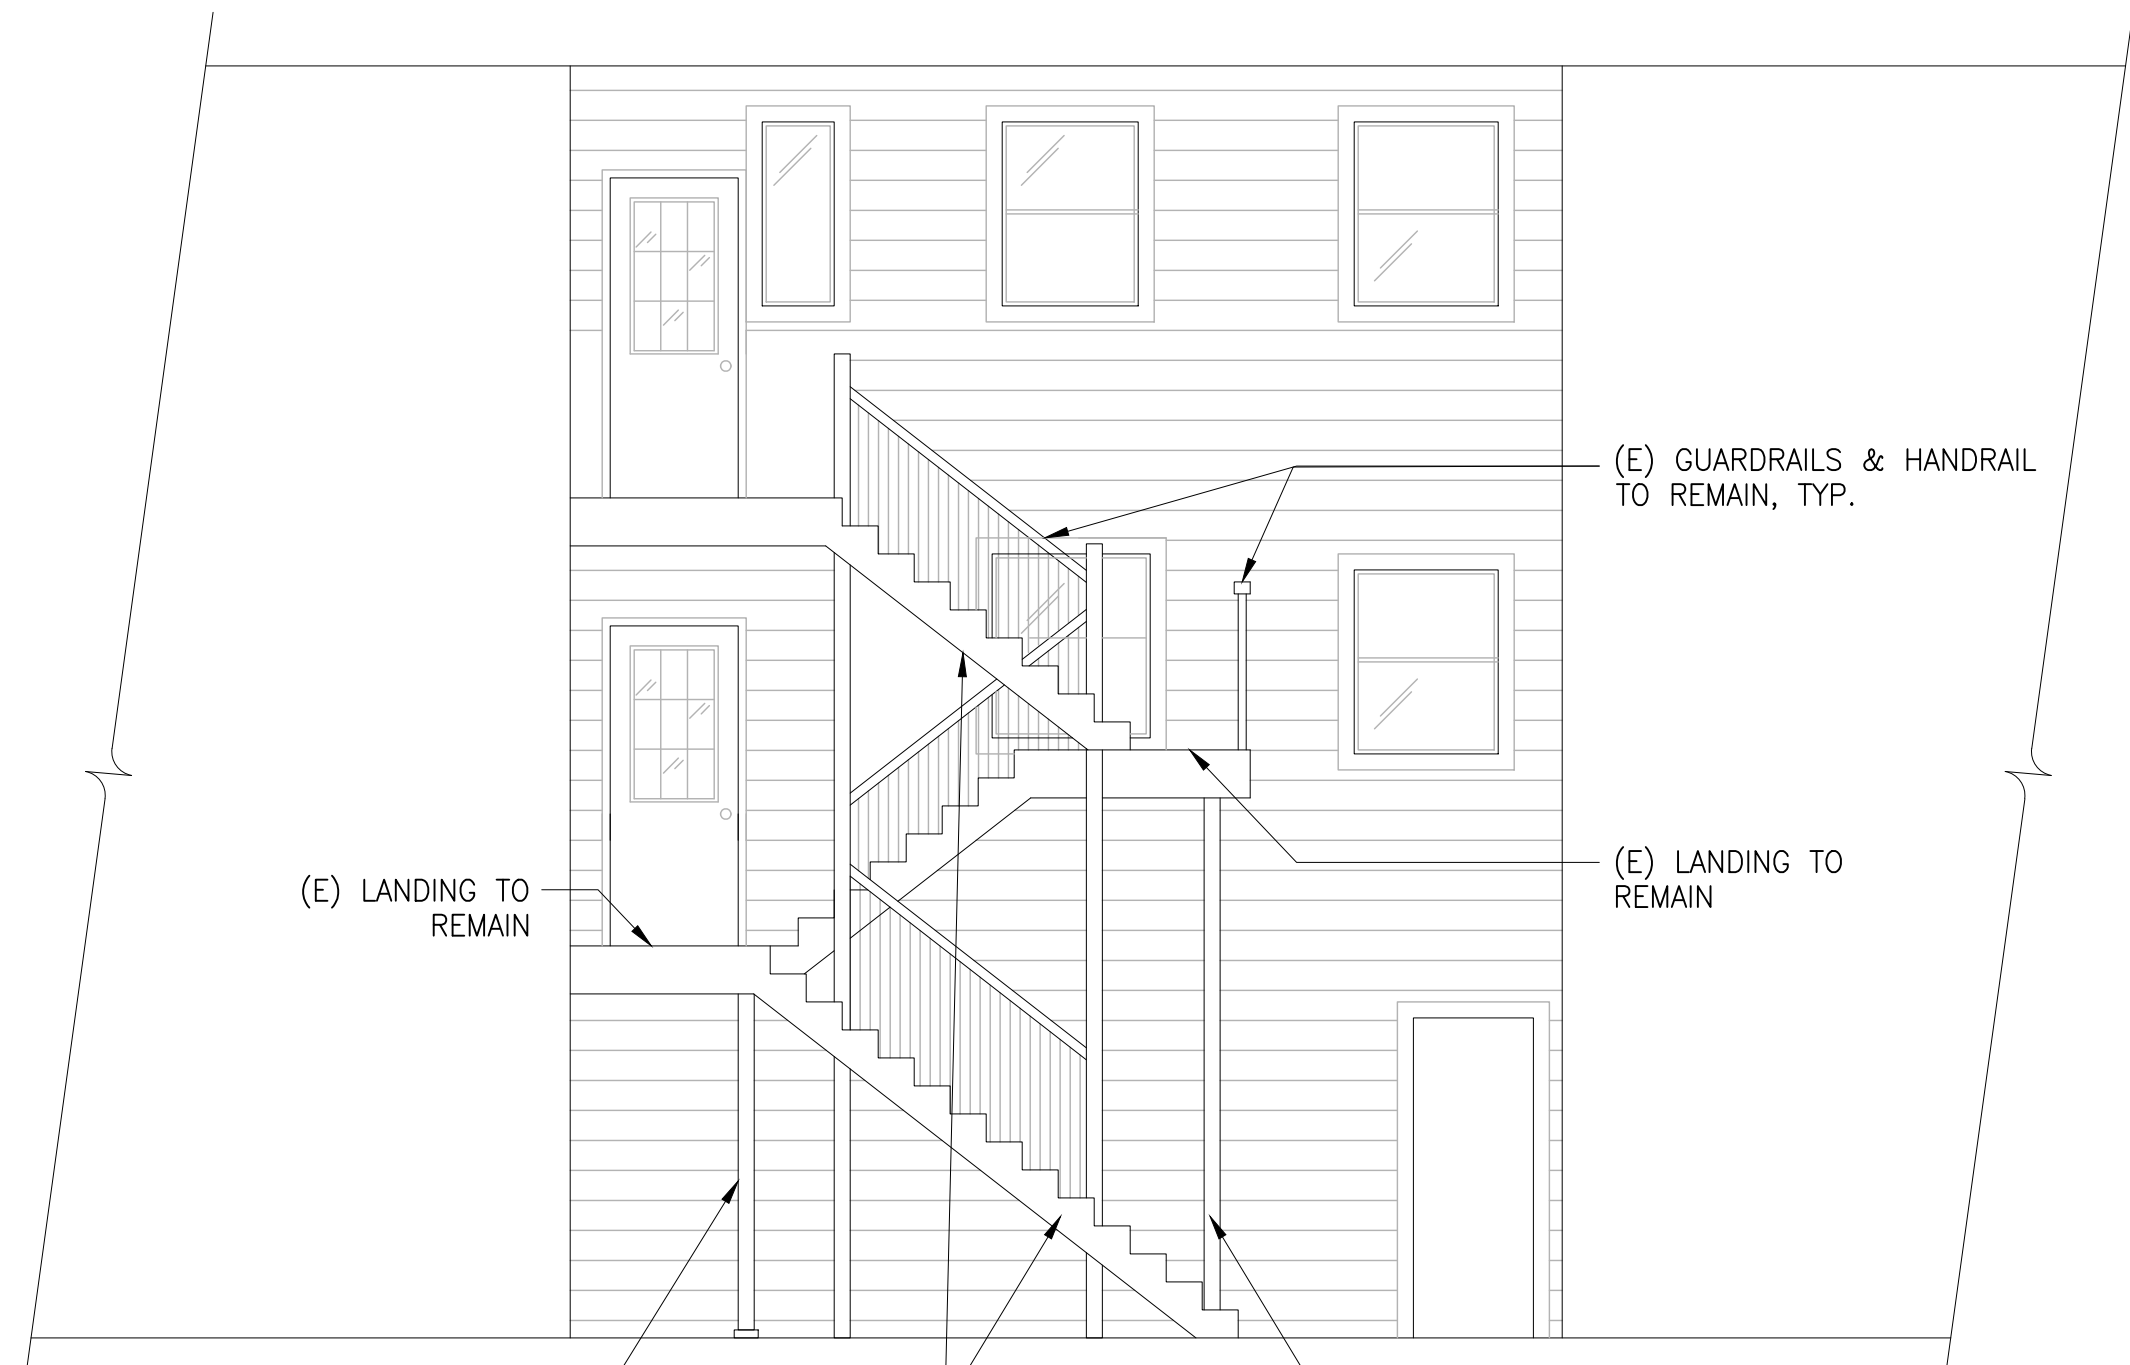 (E) GUARDRAILS & HANDRAIL
TO REMAIN, TYP.
(E) LANDING TO
REMAIN
(E) LANDING TO
REMAIN